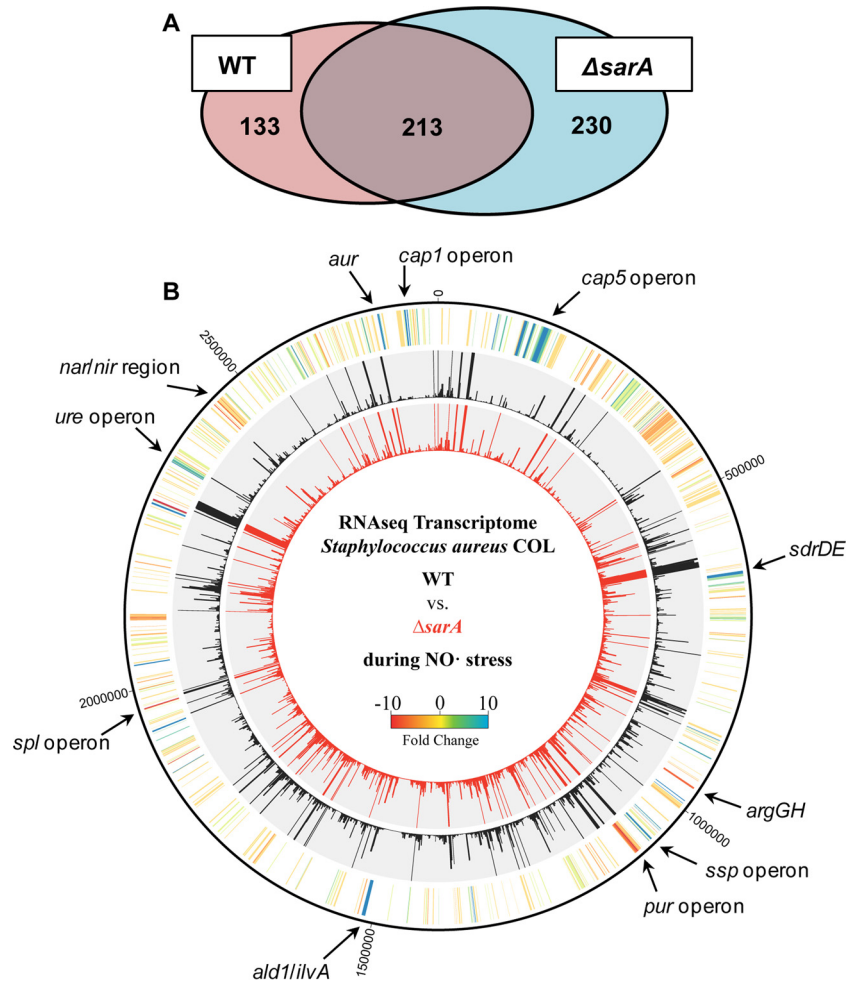 A
WT
ΔsarA
133
213
230
B
aur
cap1 operon
0
cap5 operon
2500000
nar/nir region
ure operon
500000
sdrDE
RNAseq Transcriptome
Staphylococcus aureus COL
WT
vs.
ΔsarA
during NO· stress
-10 0 10
Fold Change
2000000
spl operon
argGH
1000000
ssp operon
pur operon
1500000
ald1/ilvA